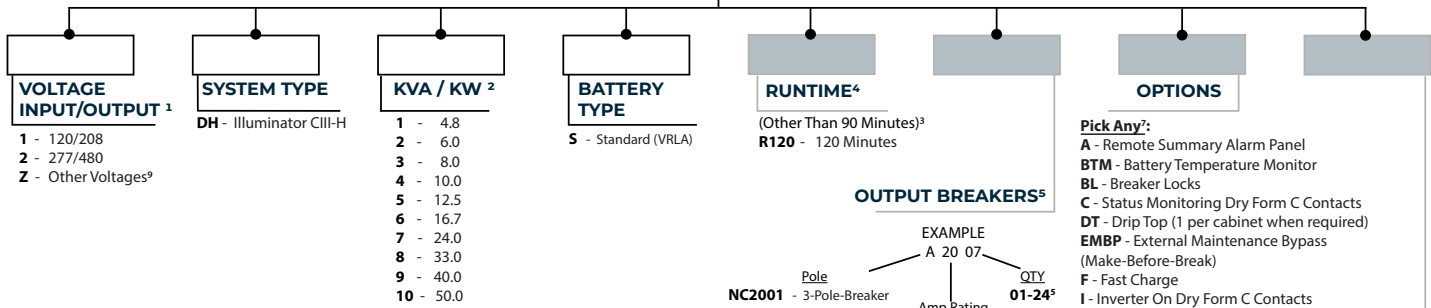 VOLTAGE
INPUT/OUTPUT ¹
1 - 120/208
2 - 277/480
Z - Other Voltages⁹
SYSTEM TYPE
DH - Illuminator CIII-H
KVA / KW ²
1 - 4.8
2 - 6.0
3 - 8.0
4 - 10.0
5 - 12.5
6 - 16.7
7 - 24.0
8 - 33.0
9 - 40.0
10 - 50.0
BATTERY
TYPE
S - Standard (VRLA)
RUNTIME⁴
(Other Than 90 Minutes)³
R120 - 120 Minutes
OUTPUT BREAKERS⁵
EXAMPLE
A 20 07
Pole
NC2001 - 3-Pole-Breaker
Amp Rating
QTY
01-24⁵
OPTIONS
Pick Any⁷:
A - Remote Summary Alarm Panel
BTM - Battery Temperature Monitor
BL - Breaker Locks
C - Status Monitoring Dry Form C Contacts
DT - Drip Top (1 per cabinet when required)
EMBP - External Maintenance Bypass
(Make-Before-Break)
F - Fast Charge
I - Inverter On Dry Form C Contacts